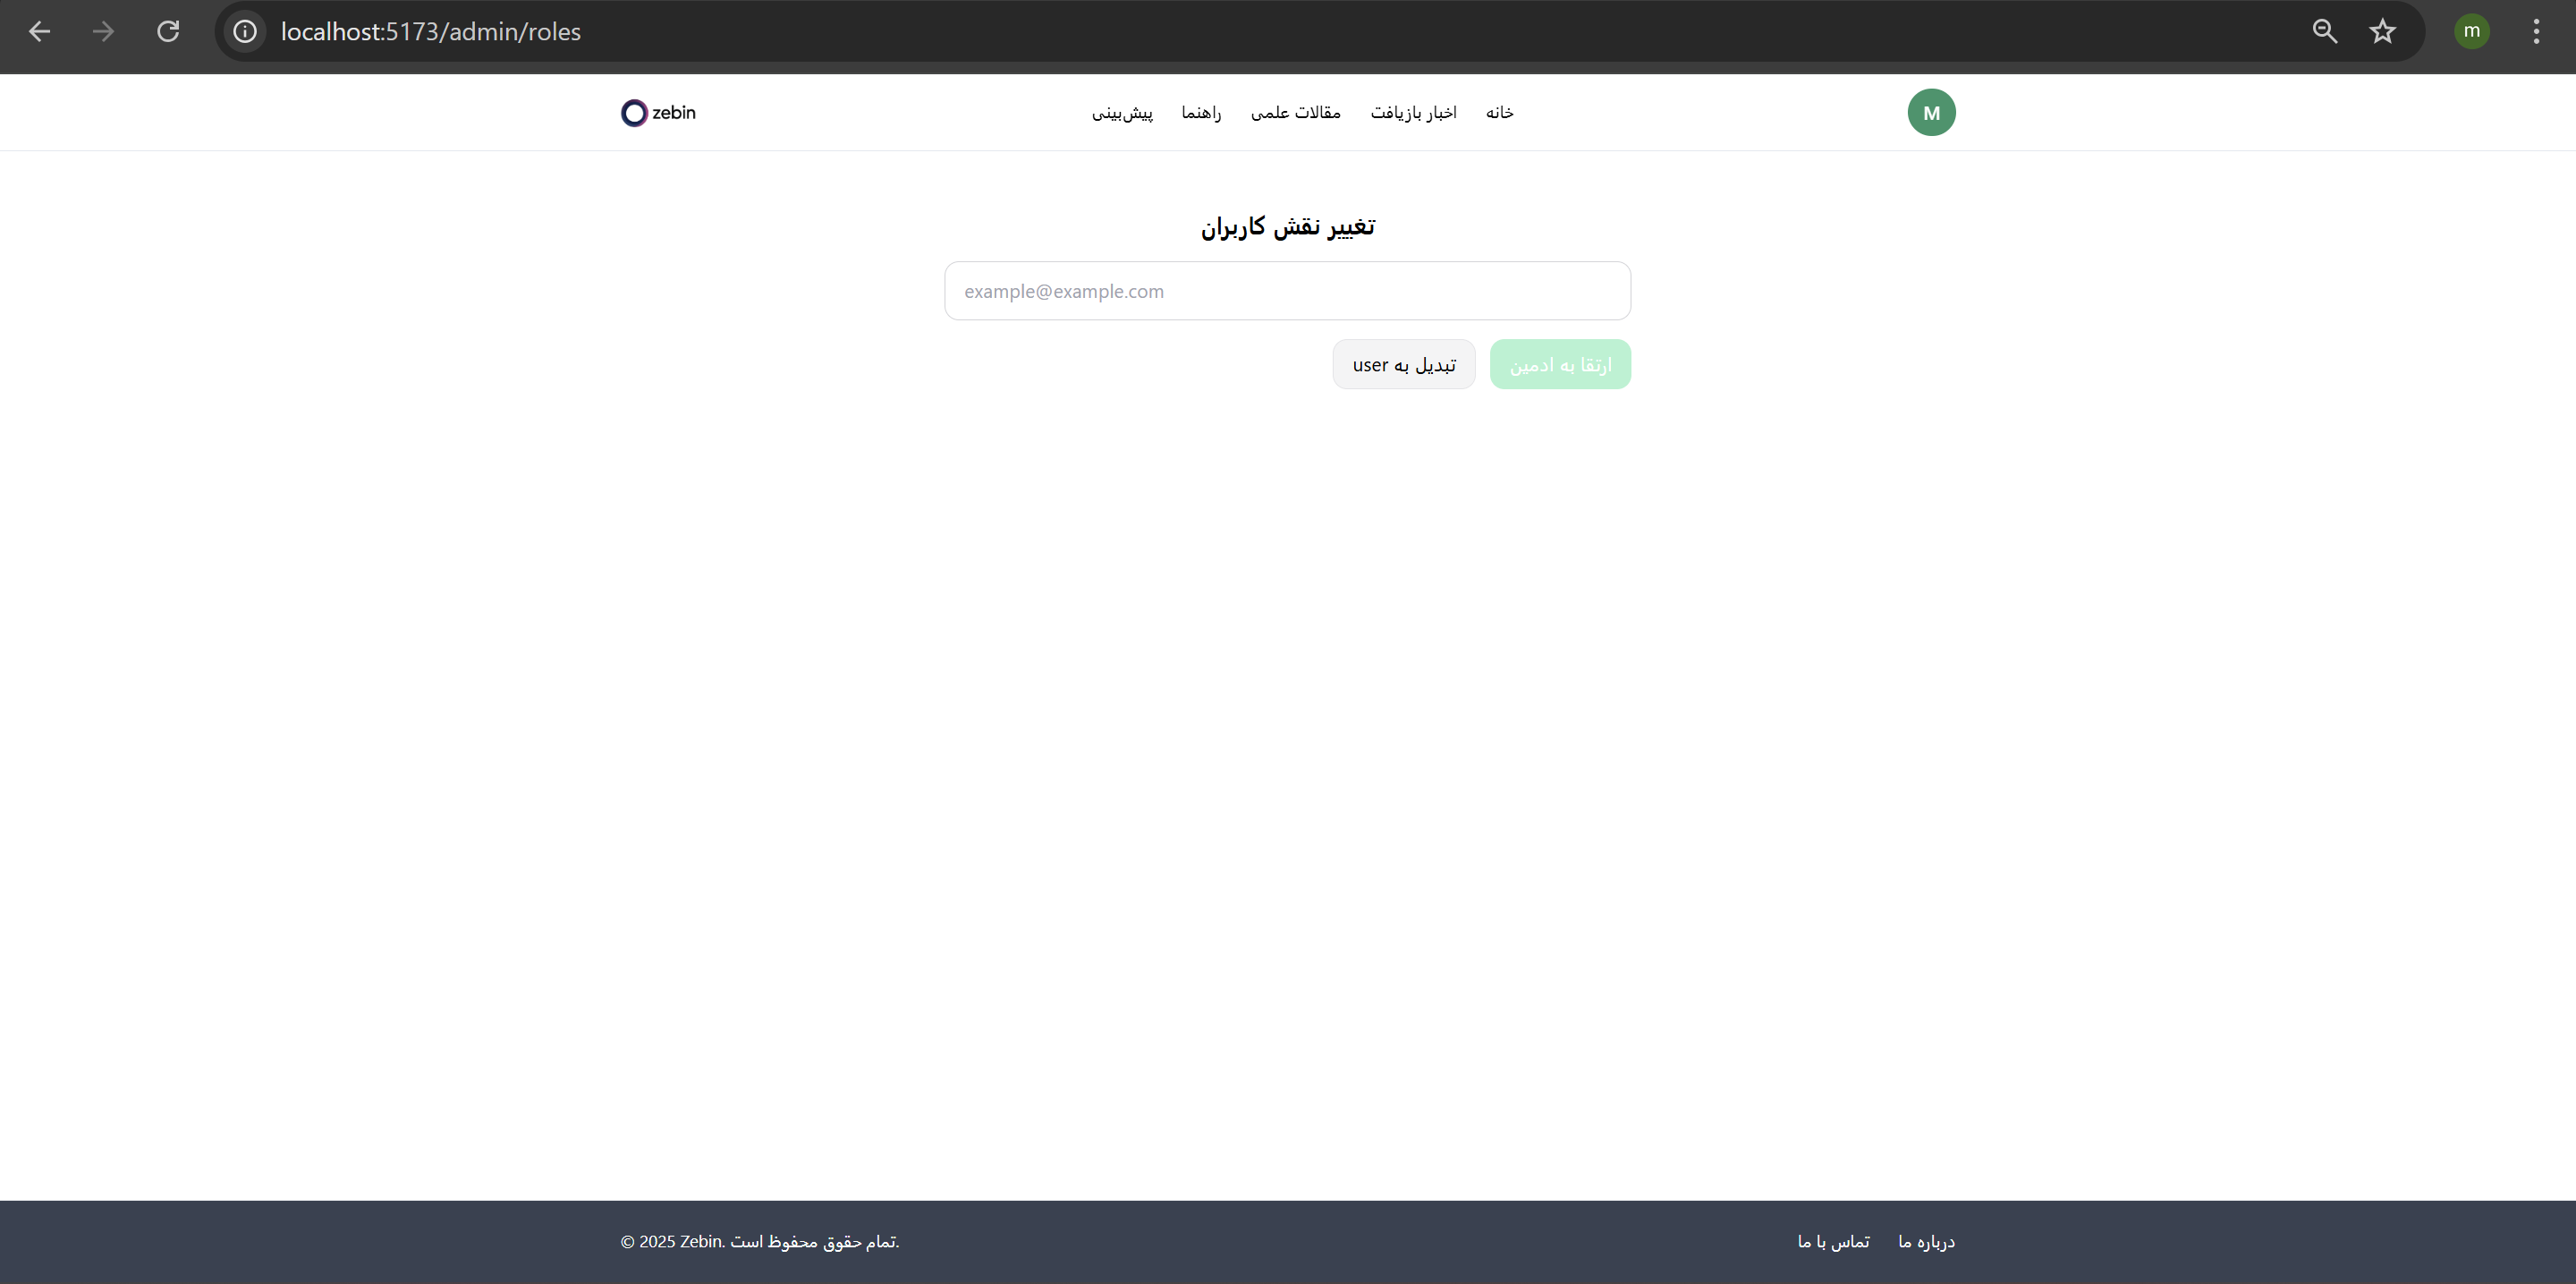 localhost:5173/admin/roles
m
M
خانه
اخبار بازیافت
مقالات علمی
راهنما
پیش‌بینی
zebin
تغییر نقش کاربران
example@example.com
ارتقا به ادمین
تبدیل به user
درباره ما
تماس با ما
© 2025 Zebin. تمام حقوق محفوظ است.